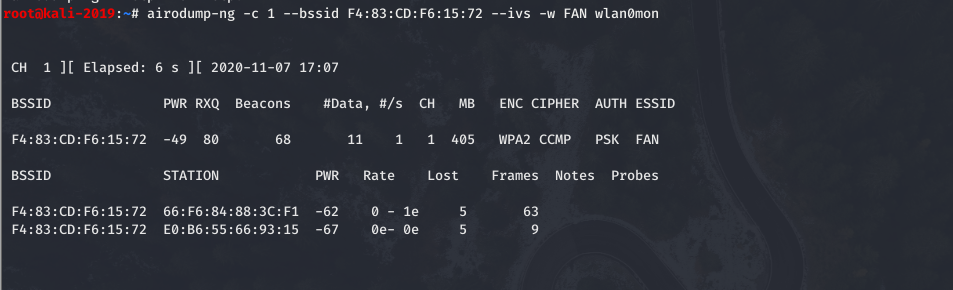 root@kali-2019:~# airodump-ng -c 1 --bssid F4:83:CD:F6:15:72 --ivs -w FAN wlan0mon
CH 1 ][ Elapsed: 6 s ][ 2020-11-07 17:07
BSSID PWR RXQ Beacons #Data, #/s CH MB ENC CIPHER AUTH ESSID
F4:83:CD:F6:15:72 -49 80 68 11 1 1 405 WPA2 CCMP PSK FAN
BSSID STATION PWR Rate Lost Frames Notes Probes
F4:83:CD:F6:15:72 66:F6:84:88:3C:F1 -62 0 - 1e 5 63
F4:83:CD:F6:15:72 E0:B6:55:66:93:15 -67 0e- 0e 5 9